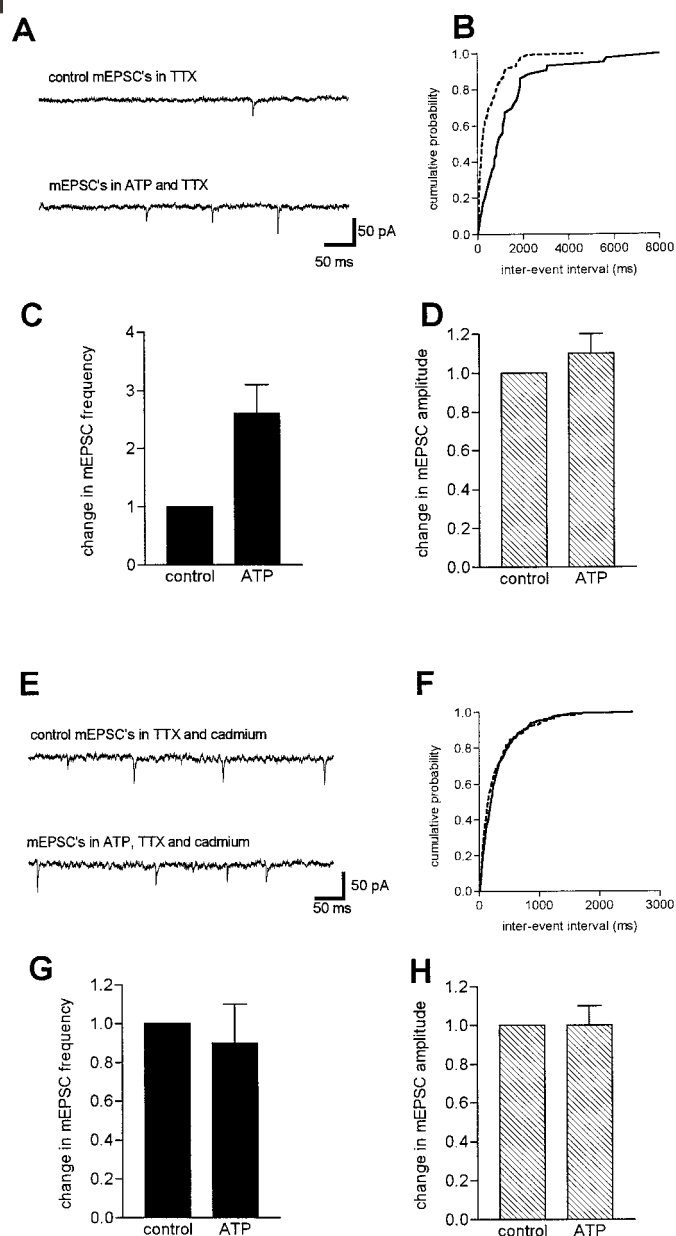 A
control mEPSC's in TTX
mEPSC's in ATP and TTX
50 pA
50 ms
B
cumulative probability
1.0
0.8
0.6
0.4
0.2
0.0
0 2000 4000 6000 8000
inter-event interval (ms)
C
change in mEPSC frequency
4
3
2
1
0
control ATP
D
change in mEPSC amplitude
1.2
1.0
0.8
0.6
0.4
0.2
0.0
control ATP
E
control mEPSC's in TTX and cadmium
mEPSC's in ATP, TTX and cadmium
50 pA
50 ms
F
cumulative probability
1.0
0.8
0.6
0.4
0.2
0.0
0 1000 2000 3000
inter-event interval (ms)
G
change in mEPSC frequency
1.2
1.0
0.8
0.6
0.4
0.2
0.0
control ATP
H
change in mEPSC amplitude
1.2
1.0
0.8
0.6
0.4
0.2
0.0
control ATP